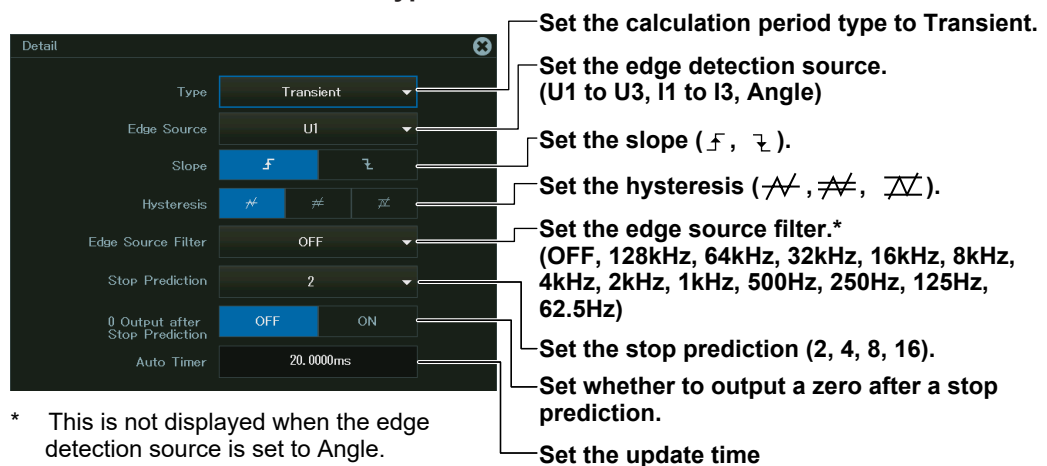 Detail
Type
Transient
Edge Source
U1
Slope
Hysteresis
Edge Source Filter
OFF
Stop Prediction
2
0 Output after
Stop Prediction
OFF
ON
Auto Timer
20.0000ms
* This is not displayed when the edge
detection source is set to Angle.
Set the calculation period type to Transient.
Set the edge detection source.
(U1 to U3, I1 to I3, Angle)
Set the slope ( , ).
Set the hysteresis ( , , ).
Set the edge source filter.*
(OFF, 128kHz, 64kHz, 32kHz, 16kHz, 8kHz,
4kHz, 2kHz, 1kHz, 500Hz, 250Hz, 125Hz,
62.5Hz)
Set the stop prediction (2, 4, 8, 16).
Set whether to output a zero after a stop
prediction.
Set the update time